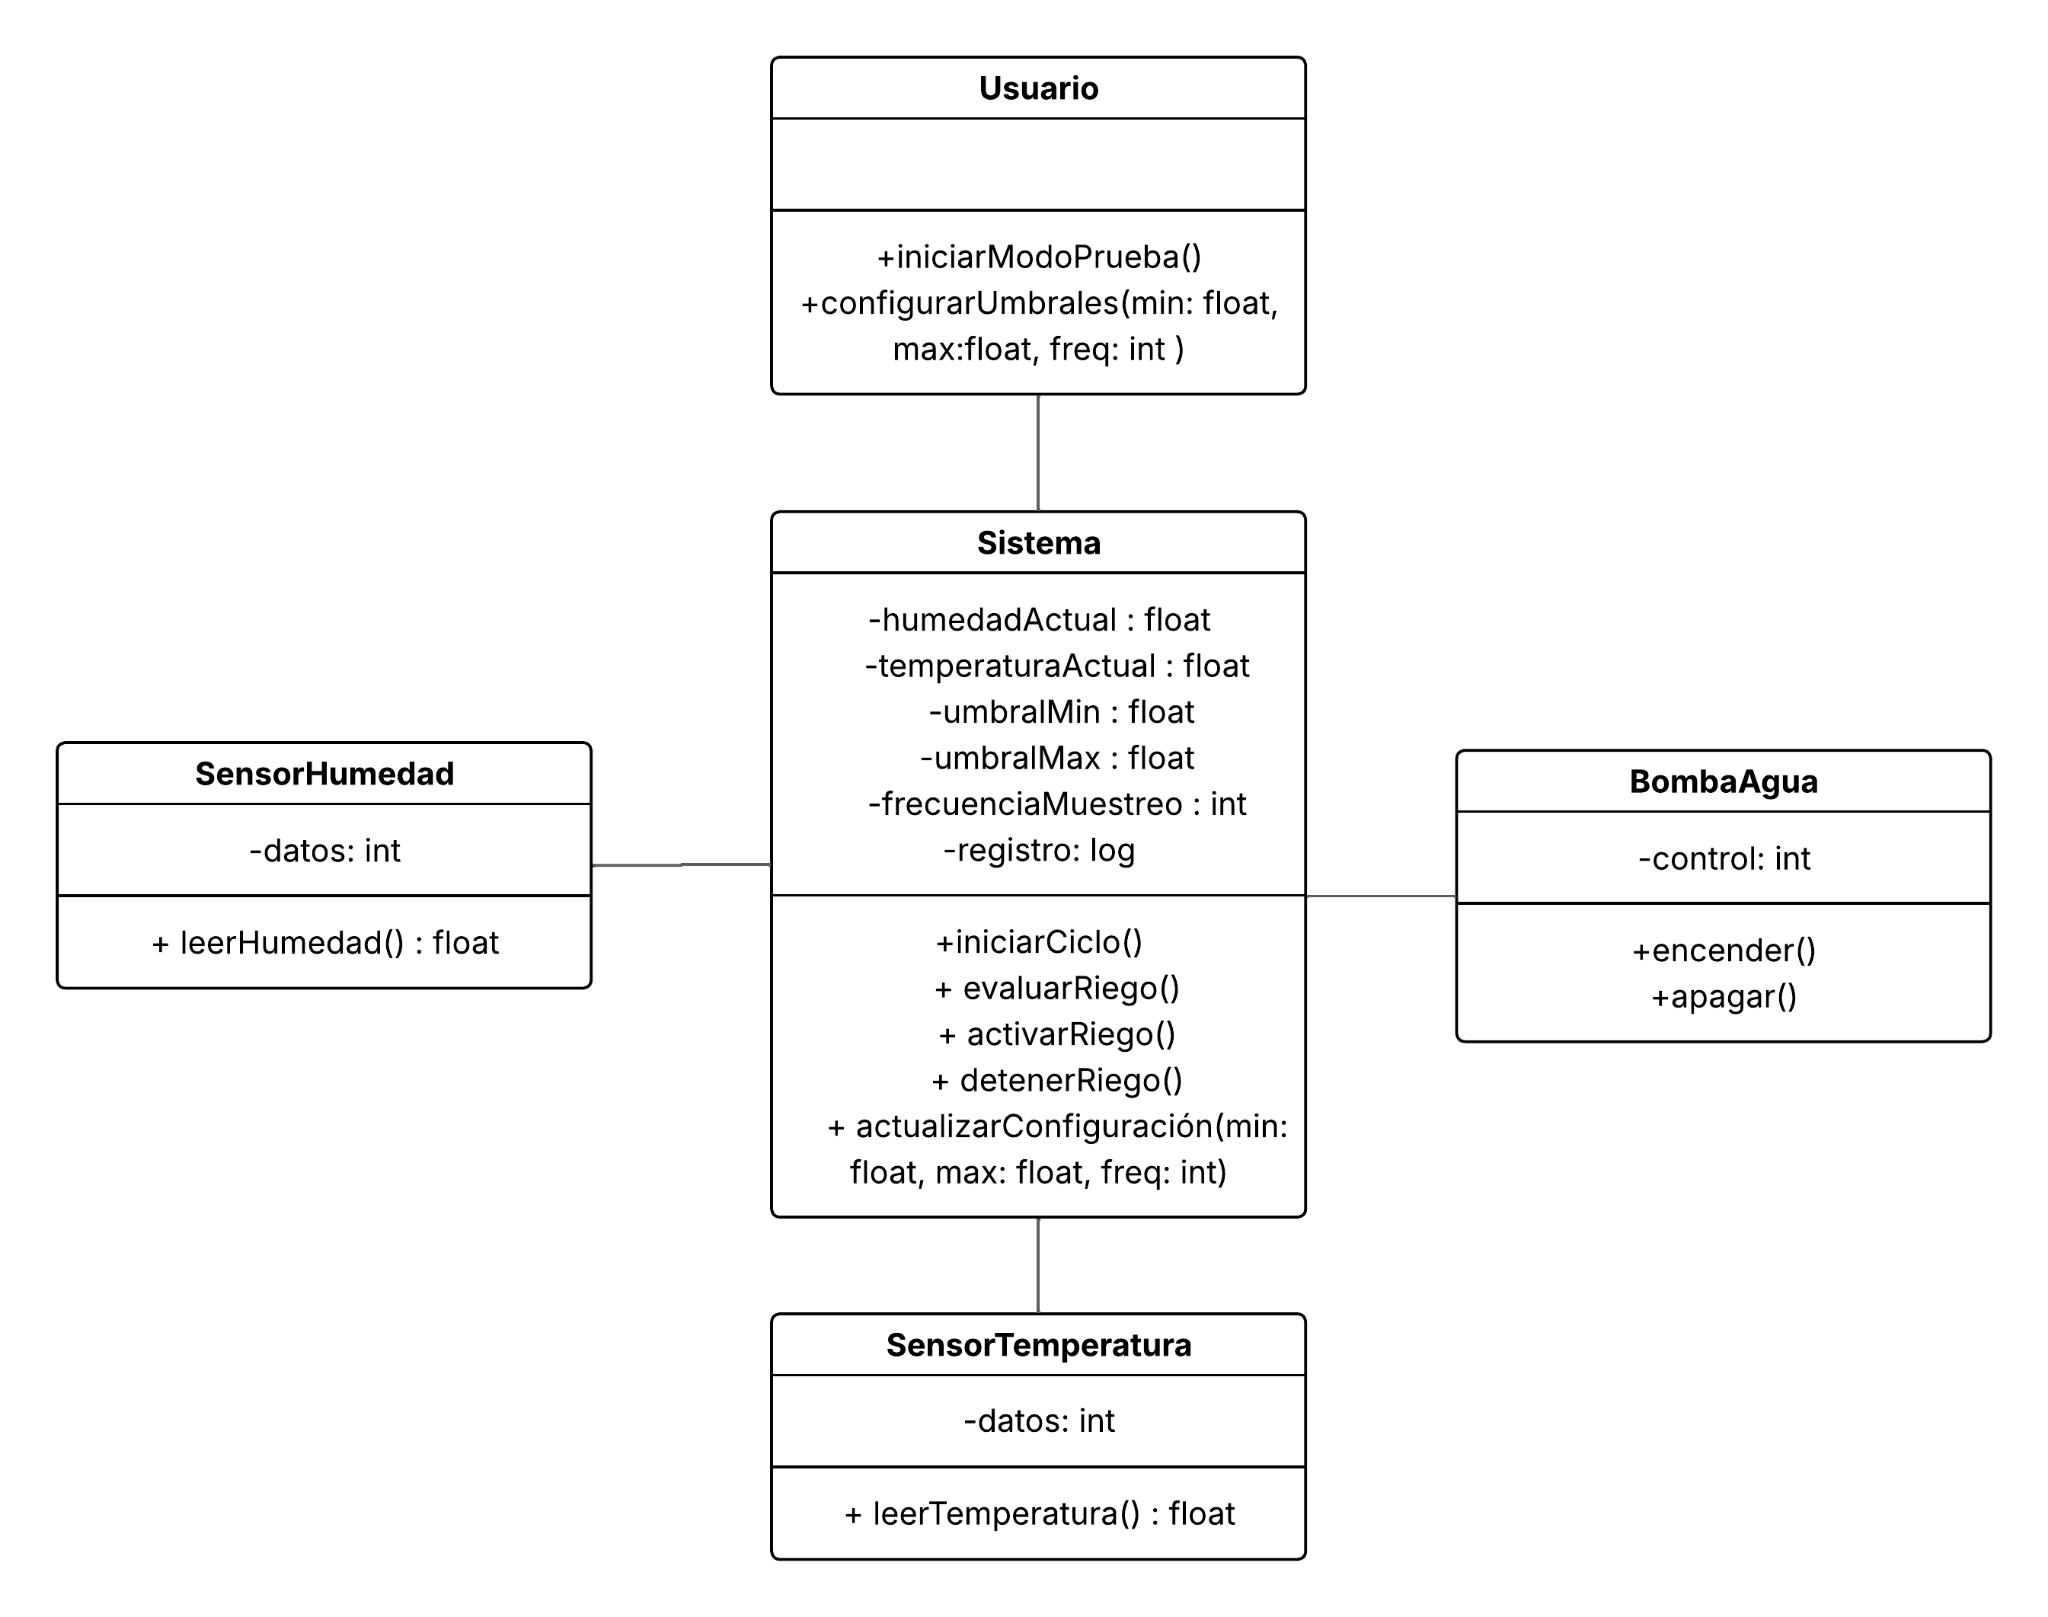 Usuario
+iniciarModoPrueba()
+configurarUmbrales(min: float,
max:float, freq: int )
Sistema
-humedadActual : float
-temperaturaActual : float
-umbralMin : float
-umbralMax : float
-frecuenciaMuestreo : int
-registro: log
+iniciarCiclo()
+ evaluarRiego()
+ activarRiego()
+ detenerRiego()
+ actualizarConfiguración(min:
float, max: float, freq: int)
SensorHumedad
-datos: int
+ leerHumedad() : float
BombaAgua
-control: int
+encender()
+apagar()
SensorTemperatura
-datos: int
+ leerTemperatura() : float